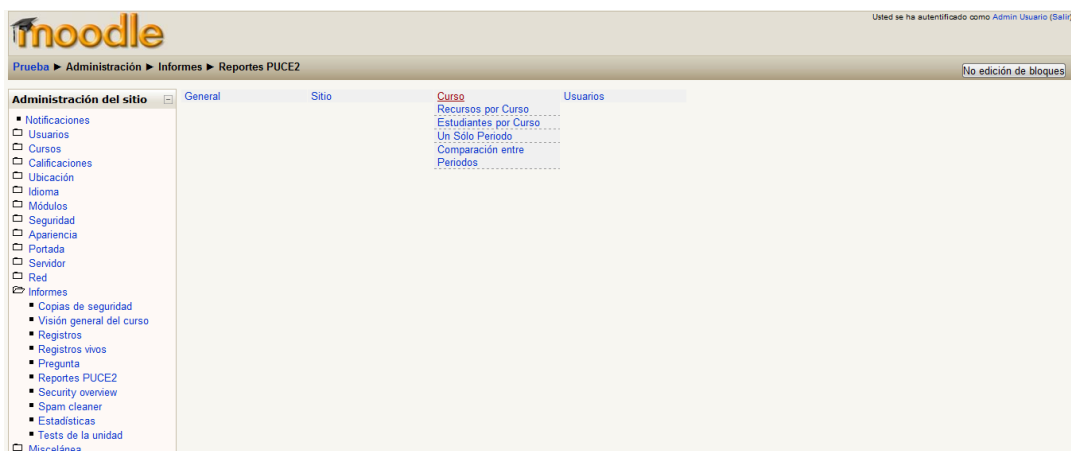 moodle
Usted se ha autentificado como Admin Usuario (Salir)
Prueba ► Administración ► Informes ► Reportes PUCE2
No edición de bloques
Administración del sitio
Notificaciones
Usuarios
Cursos
Calificaciones
Ubicación
Idioma
Módulos
Seguridad
Apariencia
Portada
Servidor
Red
Informes
Copias de seguridad
Visión general del curso
Registros
Registros vivos
Pregunta
Reportes PUCE2
Security overview
Spam cleaner
Estadísticas
Tests de la unidad
Miscelánea
General
Sitio
Curso
Recursos por Curso
Estudiantes por Curso
Un Sólo Periodo
Comparación entre
Periodos
Usuarios